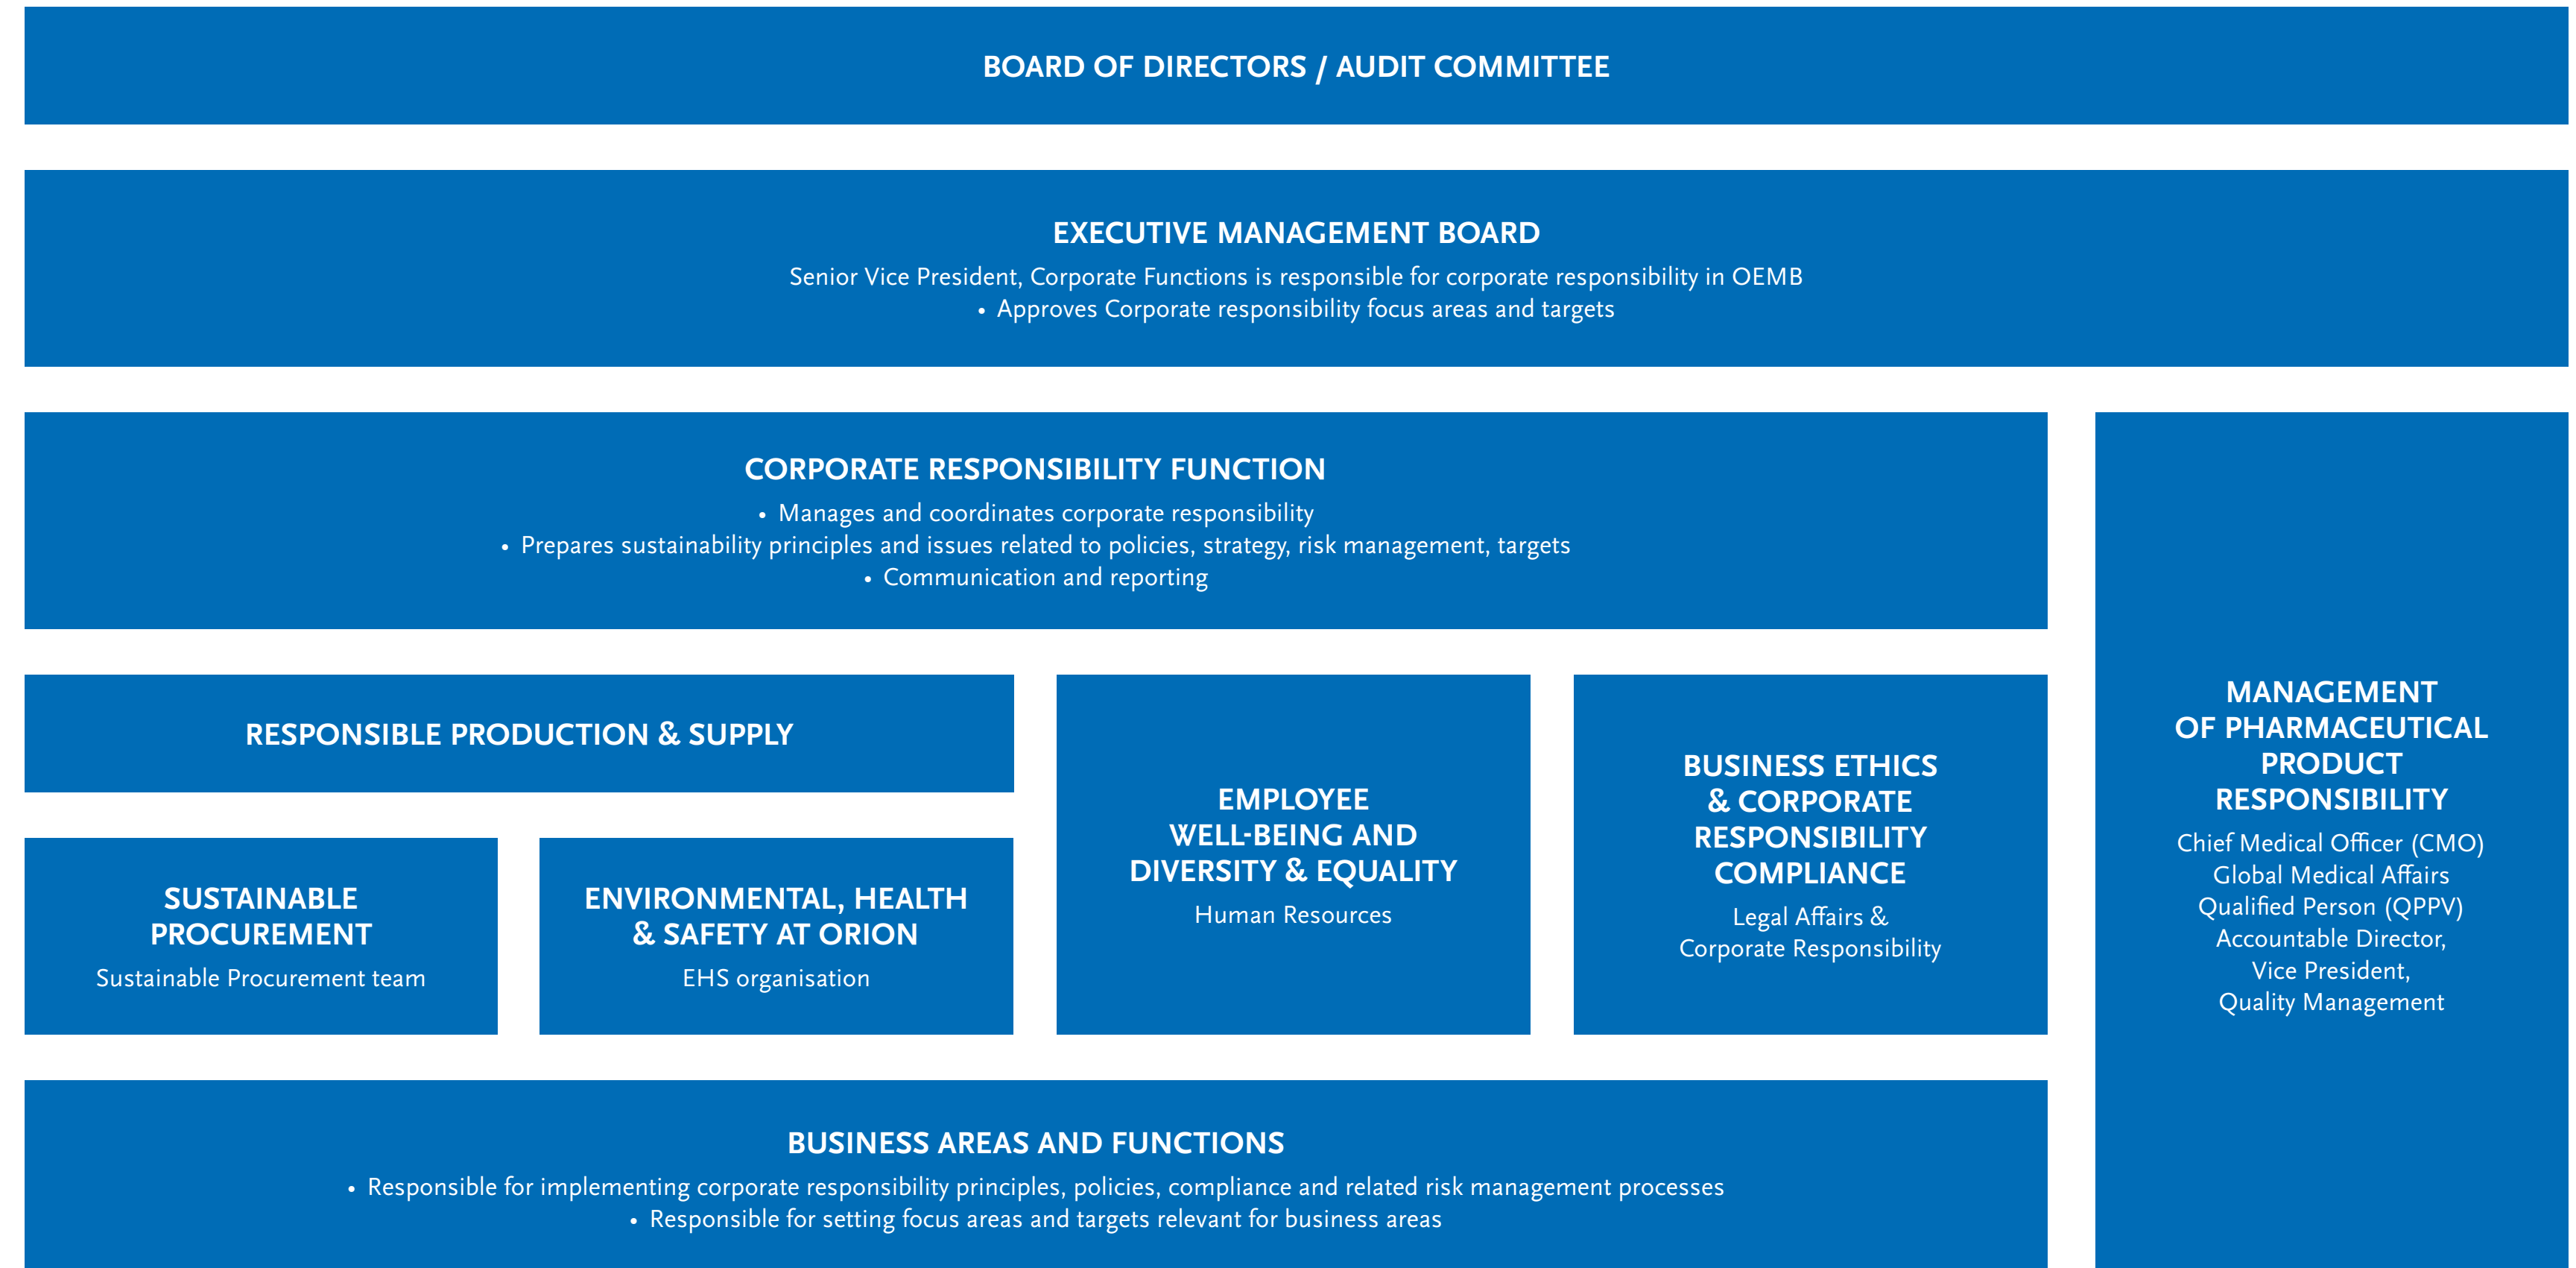 BOARD OF DIRECTORS / AUDIT COMMITTEE
EXECUTIVE MANAGEMENT BOARD
Senior Vice President, Corporate Functions is responsible for corporate responsibility in OEMB
• Approves Corporate responsibility focus areas and targets
CORPORATE RESPONSIBILITY FUNCTION
• Manages and coordinates corporate responsibility
• Prepares sustainability principles and issues related to policies, strategy, risk management, targets
• Communication and reporting
RESPONSIBLE PRODUCTION & SUPPLY
SUSTAINABLE
PROCUREMENT
Sustainable Procurement team
ENVIRONMENTAL, HEALTH
& SAFETY AT ORION
EHS organisation
EMPLOYEE
WELL-BEING AND
DIVERSITY & EQUALITY
Human Resources
BUSINESS ETHICS
& CORPORATE
RESPONSIBILITY
COMPLIANCE
Legal Affairs &
Corporate Responsibility
MANAGEMENT
OF PHARMACEUTICAL
PRODUCT
RESPONSIBILITY
Chief Medical Officer (CMO)
Global Medical Affairs
Qualified Person (QPPV)
Accountable Director,
Vice President,
Quality Management
BUSINESS AREAS AND FUNCTIONS
• Responsible for implementing corporate responsibility principles, policies, compliance and related risk management processes
• Responsible for setting focus areas and targets relevant for business areas